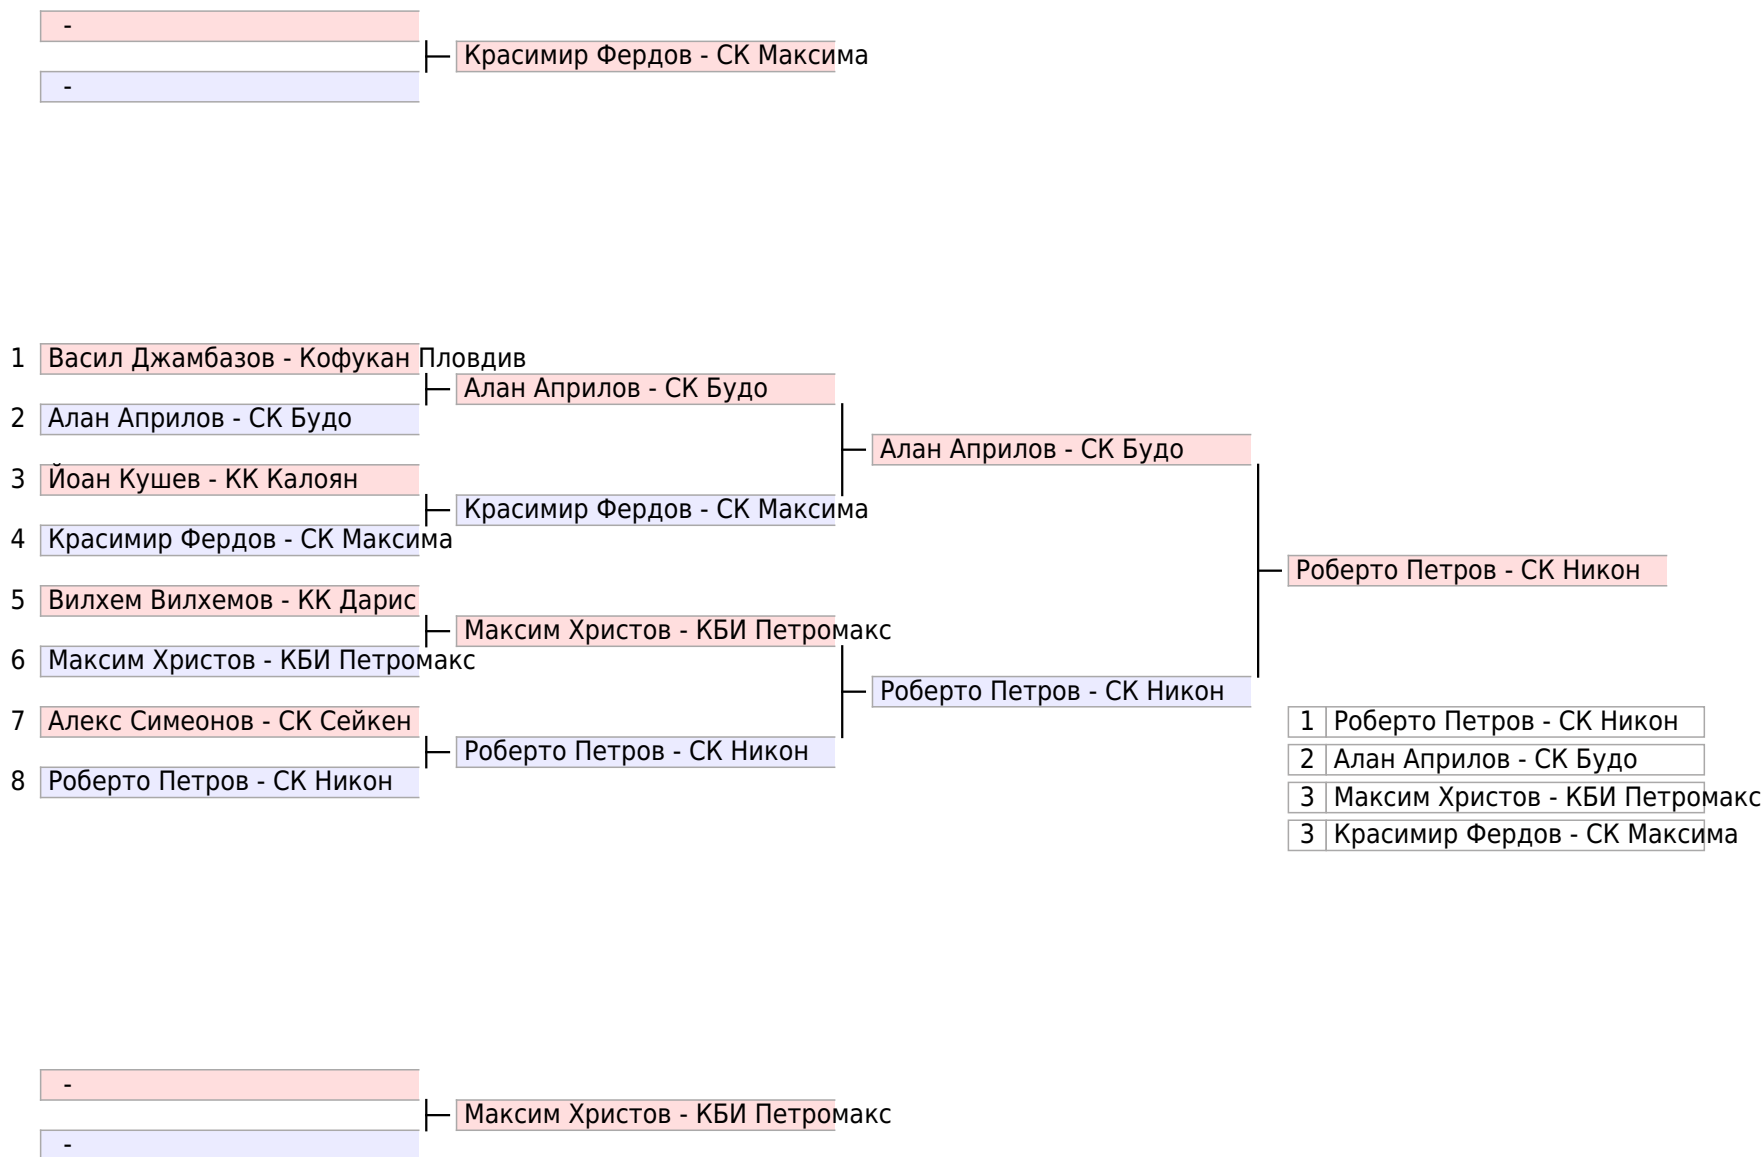 -
Красимир Фердов - СК Максима
-
1 Васил Джамбазов - Кофукан Пловдив
Алан Априлов - СК Будо
2 Алан Априлов - СК Будо
Алан Априлов - СК Будо
3 Йоан Кушев - КК Калоян
Красимир Фердов - СК Максима
4 Красимир Фердов - СК Максима
Роберто Петров - СК Никон
5 Вилхем Вилхемов - КК Дарис
Максим Христов - КБИ Петромакс
6 Максим Христов - КБИ Петромакс
Роберто Петров - СК Никон
7 Алекс Симеонов - СК Сейкен
Роберто Петров - СК Никон
8 Роберто Петров - СК Никон
1 Роберто Петров - СК Никон
2 Алан Априлов - СК Будо
3 Максим Христов - КБИ Петромакс
3 Красимир Фердов - СК Максима
-
Максим Христов - КБИ Петромакс
-